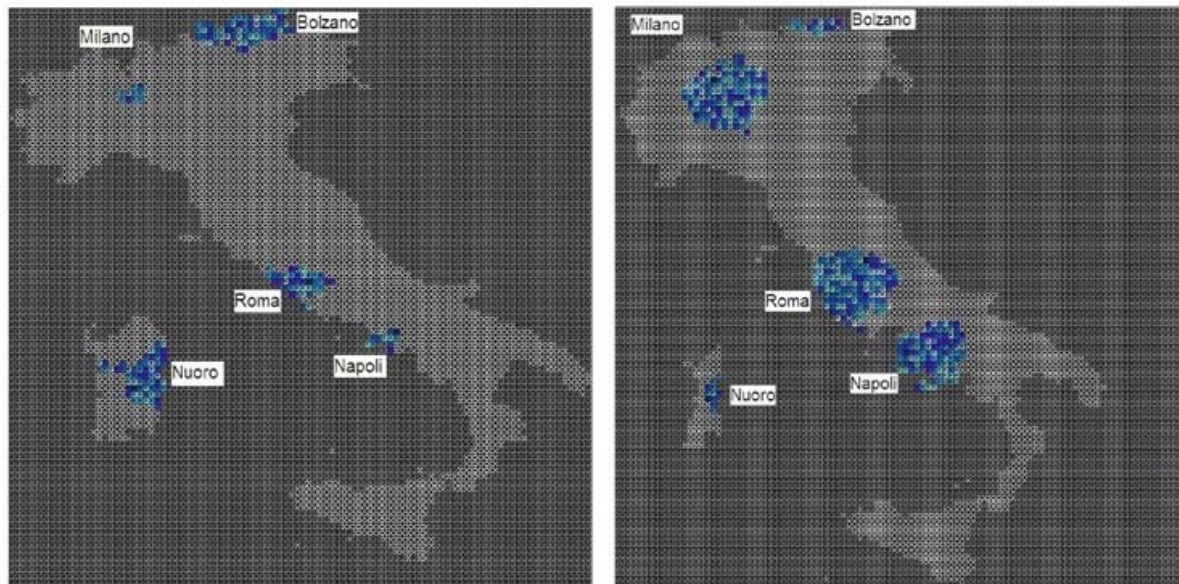 Bolzano
Milano
Roma
Napoli
Nuoro
Milano
Bolzano
Roma
Napoli
Nuoro